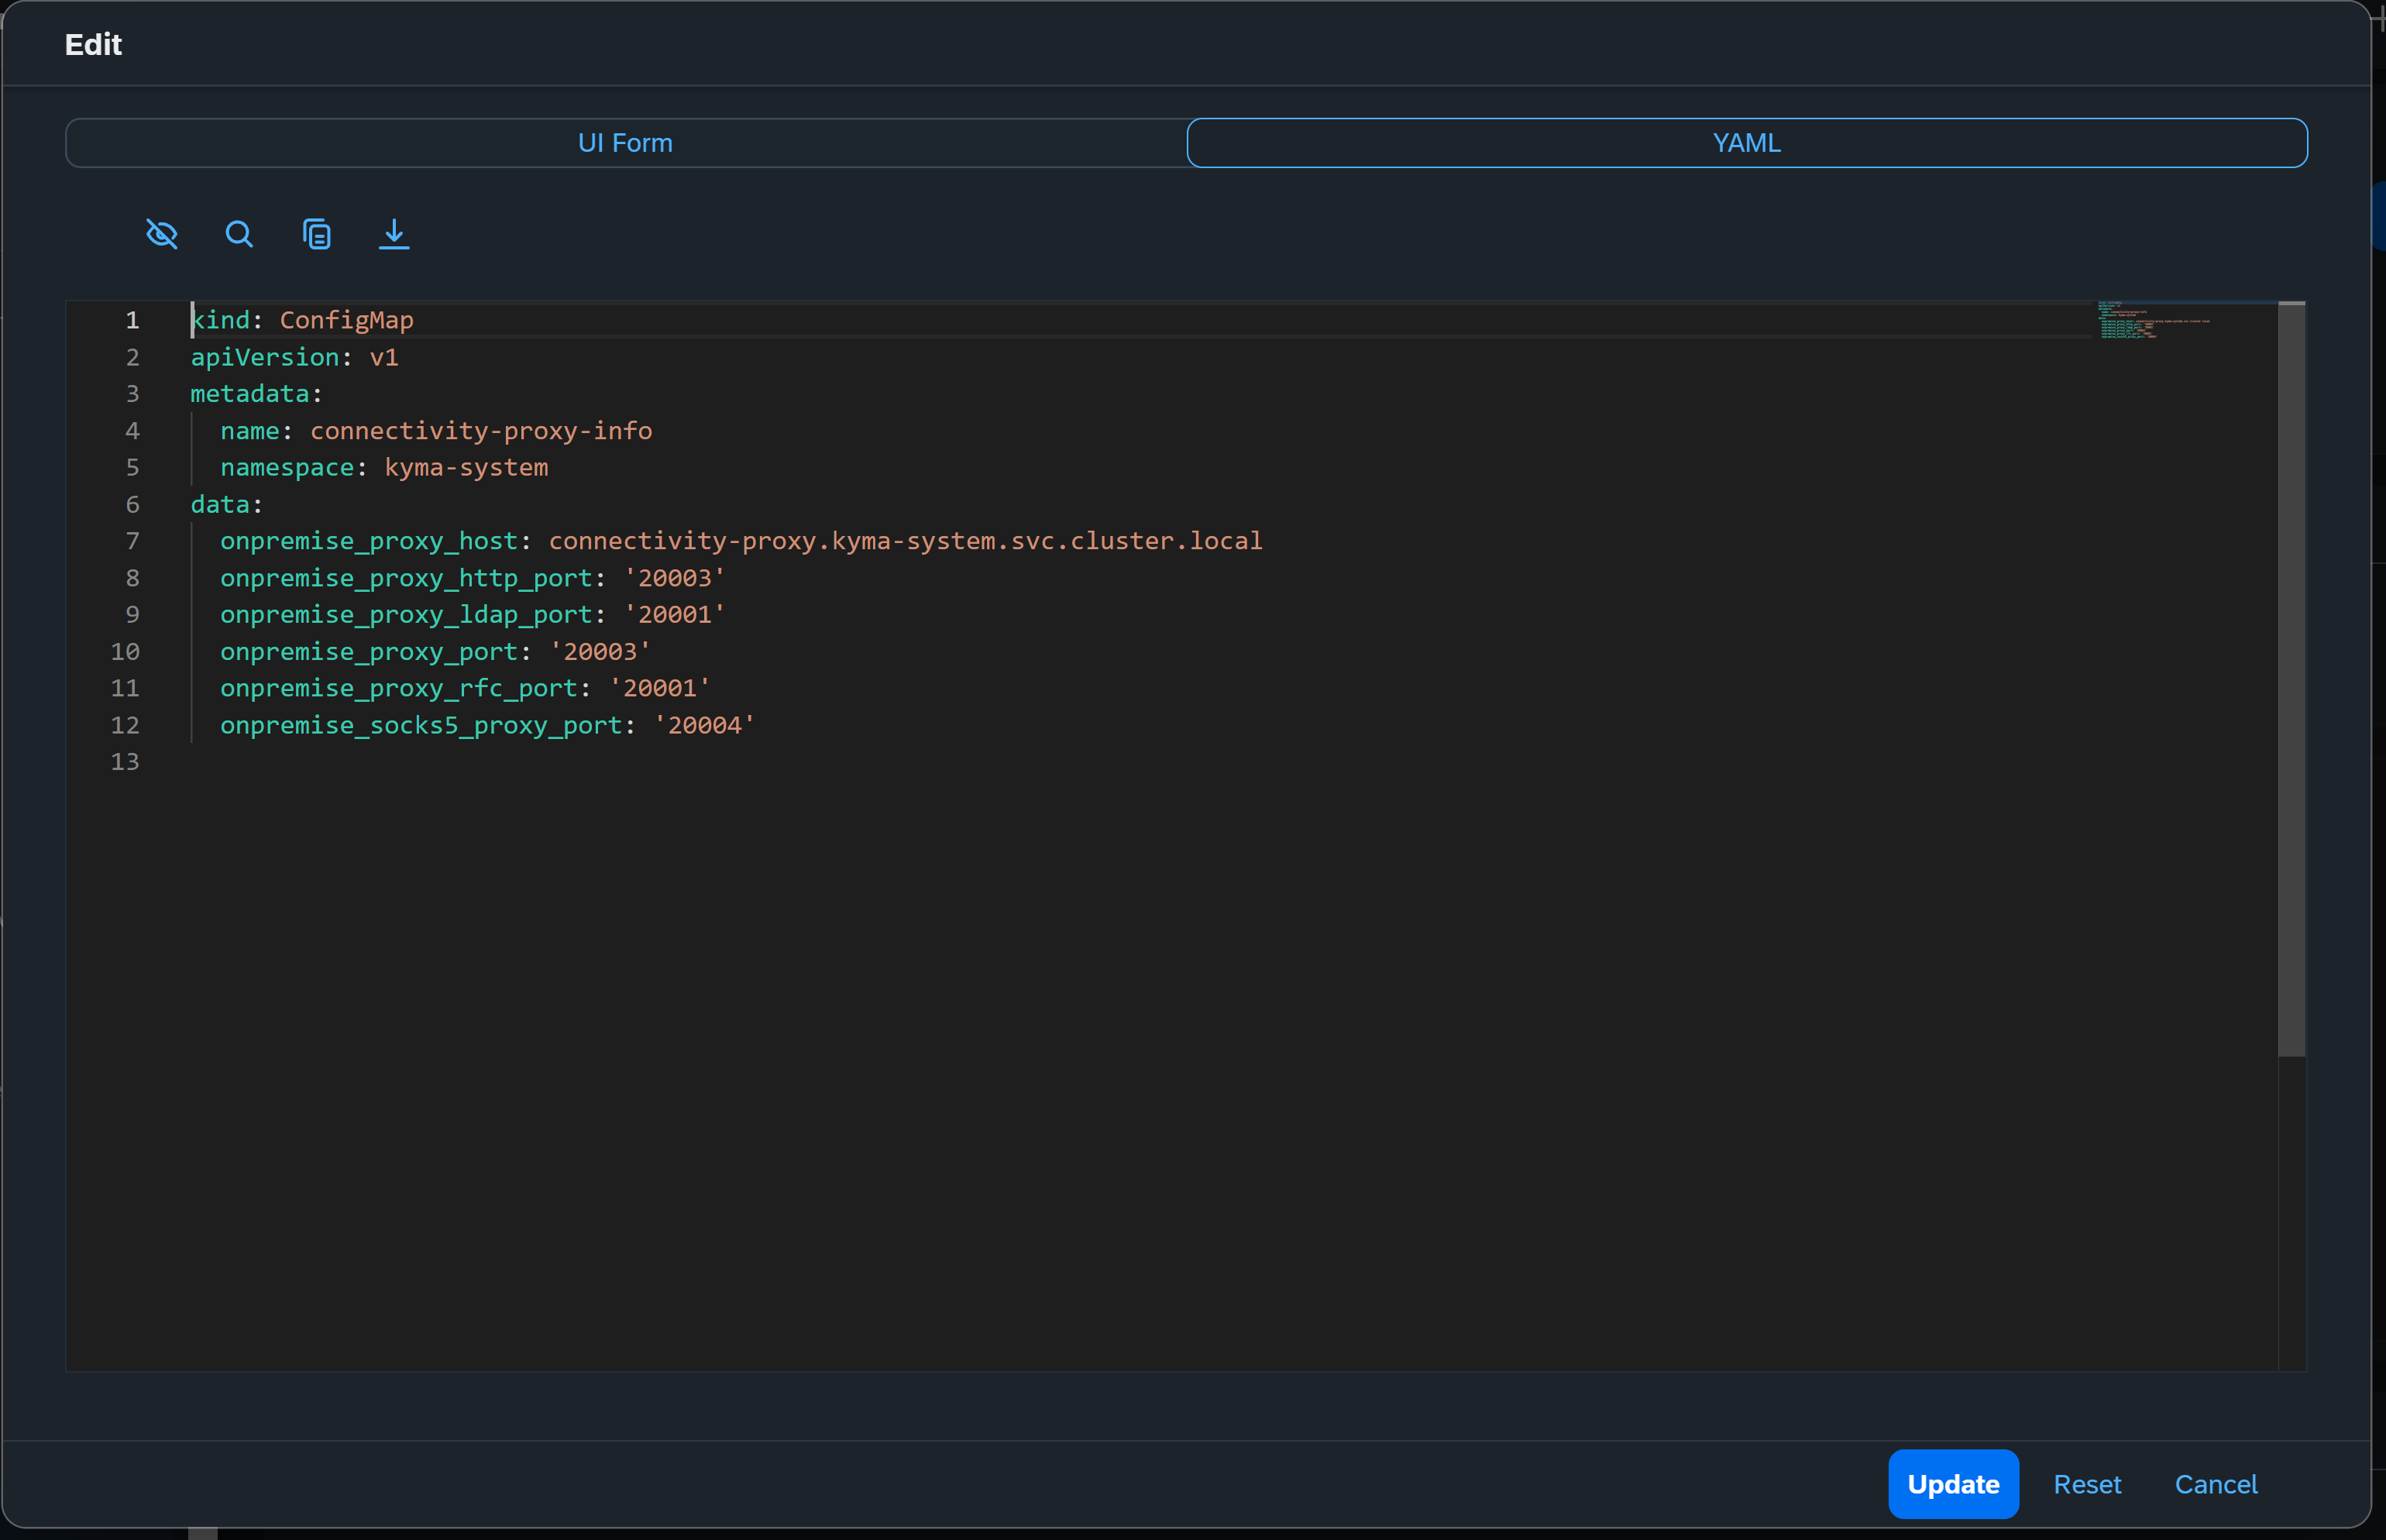 Edit
UI Form
YAML
1 kind: ConfigMap
2 apiVersion: v1
3 metadata:
4   name: connectivity-proxy-info
5   namespace: kyma-system
6 data:
7   onpremise_proxy_host: connectivity-proxy.kyma-system.svc.cluster.local
8   onpremise_proxy_http_port: '20003'
9   onpremise_proxy_ldap_port: '20001'
10   onpremise_proxy_port: '20003'
11   onpremise_proxy_rfc_port: '20001'
12   onpremise_socks5_proxy_port: '20004'
13
Update
Reset
Cancel